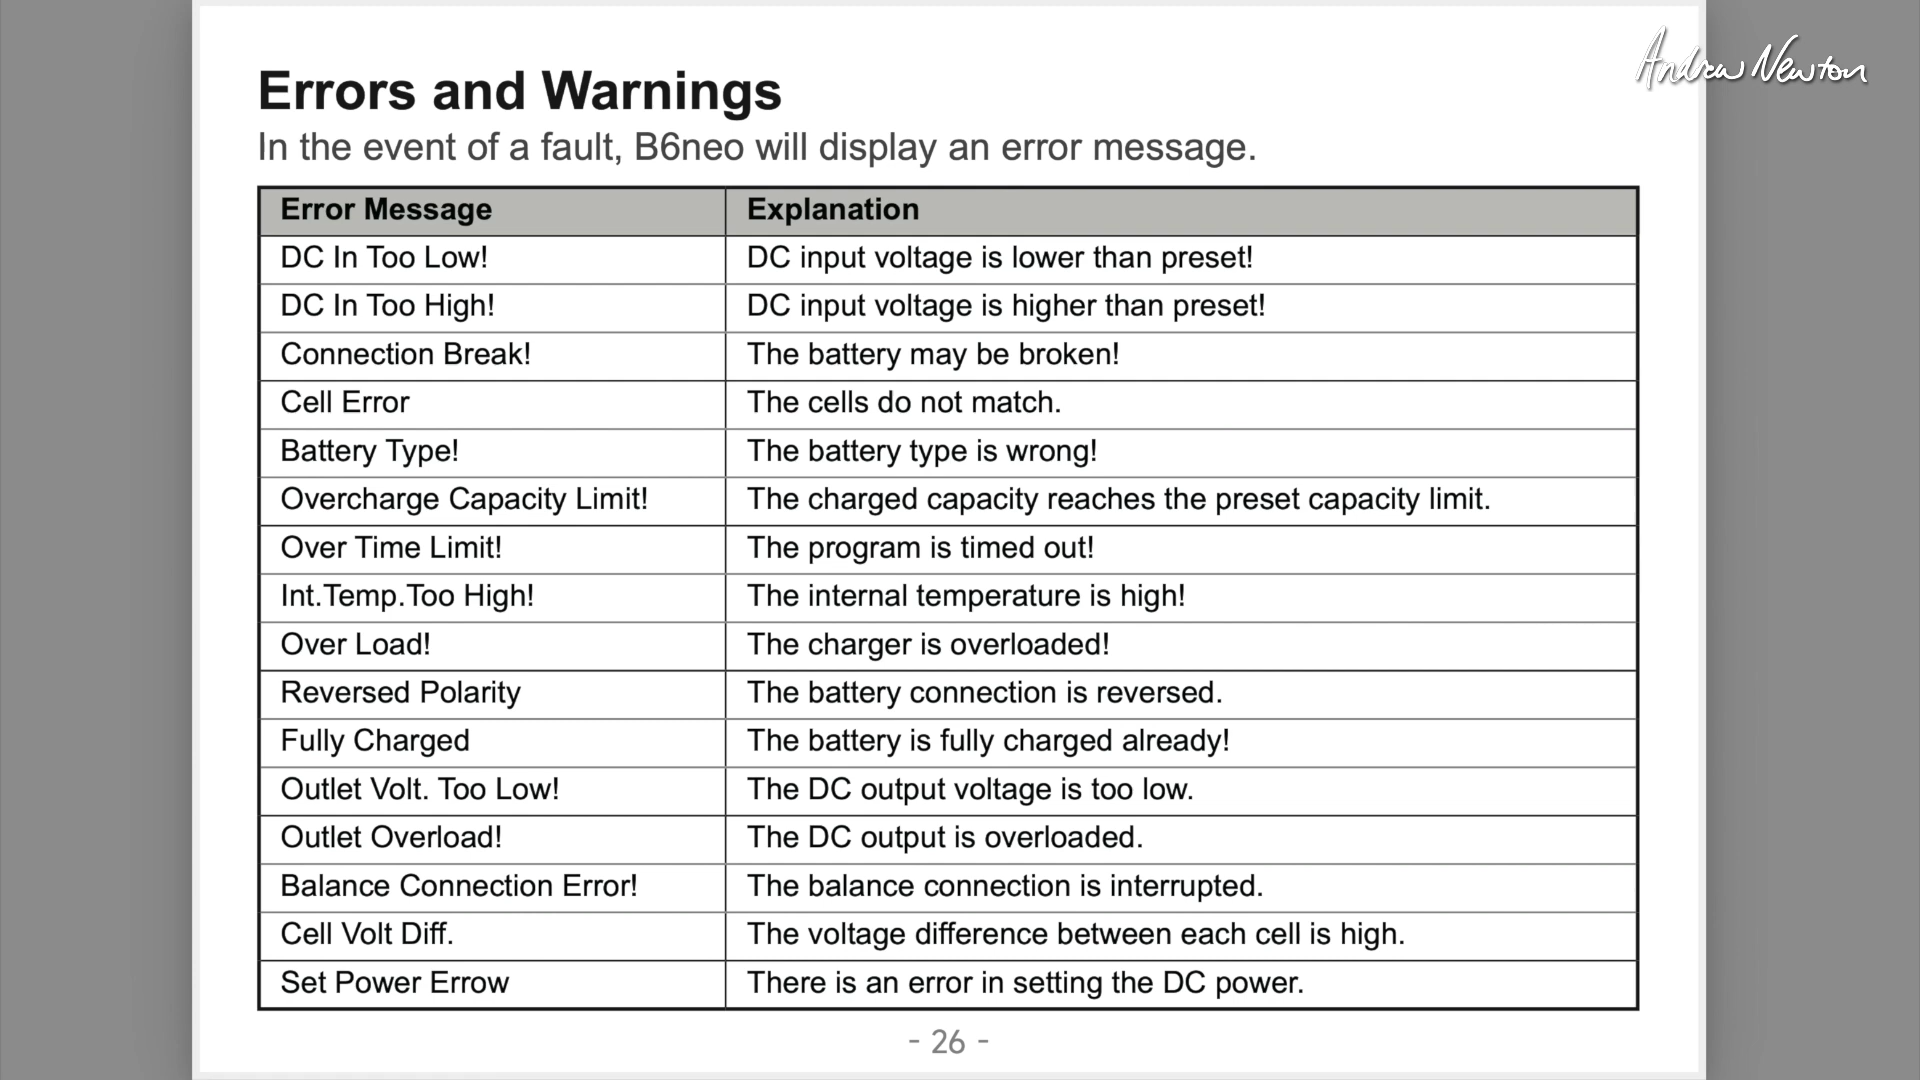 Andrew Newton
Errors and Warnings
In the event of a fault, B6neo will display an error message.
Error Message Explanation
DC In Too Low! DC input voltage is lower than preset!
DC In Too High! DC input voltage is higher than preset!
Connection Break! The battery may be broken!
Cell Error The cells do not match.
Battery Type! The battery type is wrong!
Overcharge Capacity Limit! The charged capacity reaches the preset capacity limit.
Over Time Limit! The program is timed out!
Int.Temp.Too High! The internal temperature is high!
Over Load! The charger is overloaded!
Reversed Polarity The battery connection is reversed.
Fully Charged The battery is fully charged already!
Outlet Volt. Too Low! The DC output voltage is too low.
Outlet Overload! The DC output is overloaded.
Balance Connection Error! The balance connection is interrupted.
Cell Volt Diff. The voltage difference between each cell is high.
Set Power Errow There is an error in setting the DC power.
- 26 -